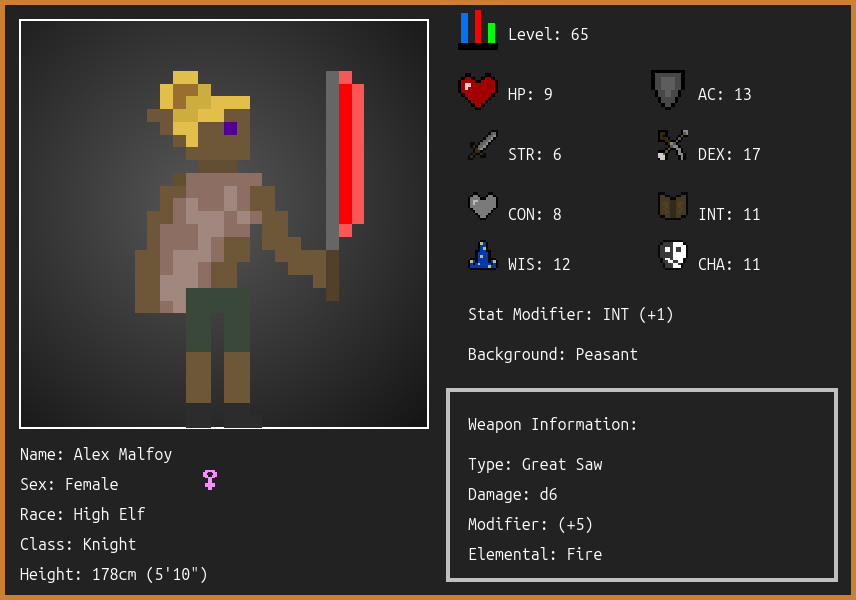 Level: 65
HP: 9
AC: 13
STR: 6
DEX: 17
CON: 8
INT: 11
WIS: 12
CHA: 11
Stat Modifier: INT (+1)
Background: Peasant
Weapon Information:
Type: Great Saw
Damage: d6
Modifier: (+5)
Elemental: Fire
Name: Alex Malfoy
Sex: Female
Race: High Elf
Class: Knight
Height: 178cm (5'10")